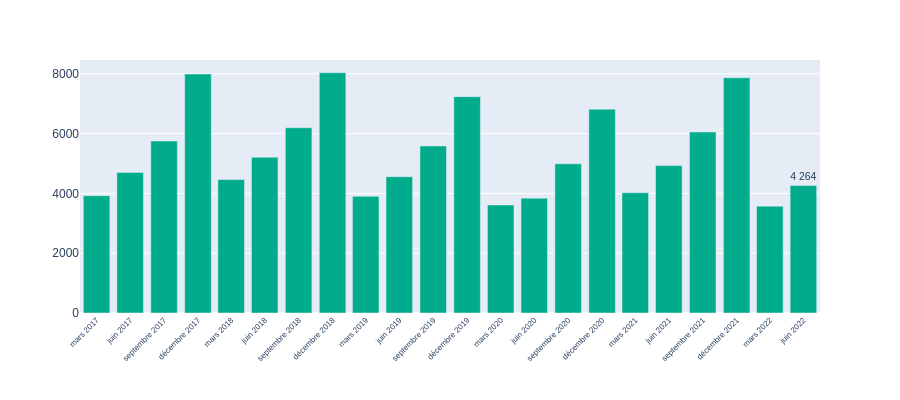 8000
6000
4000
2000
0
4 264
mars 2017
juin 2017
septembre 2017
décembre 2017
mars 2018
juin 2018
septembre 2018
décembre 2018
mars 2019
juin 2019
septembre 2019
décembre 2019
mars 2020
juin 2020
septembre 2020
décembre 2020
mars 2021
juin 2021
septembre 2021
décembre 2021
mars 2022
juin 2022